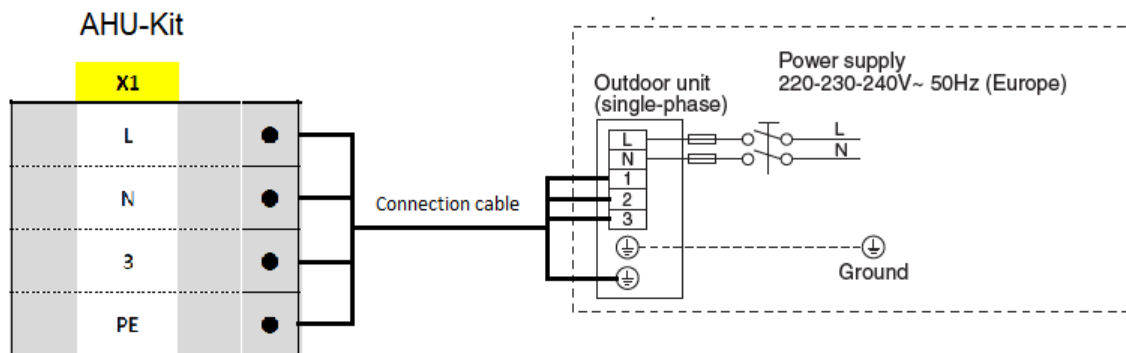 AHU-Kit
X1
L
N
3
PE
Connection cable
Outdoor unit
(single-phase)
Power supply
220-230-240V~ 50Hz (Europe)
L
N
1
2
3
L
N
Ground